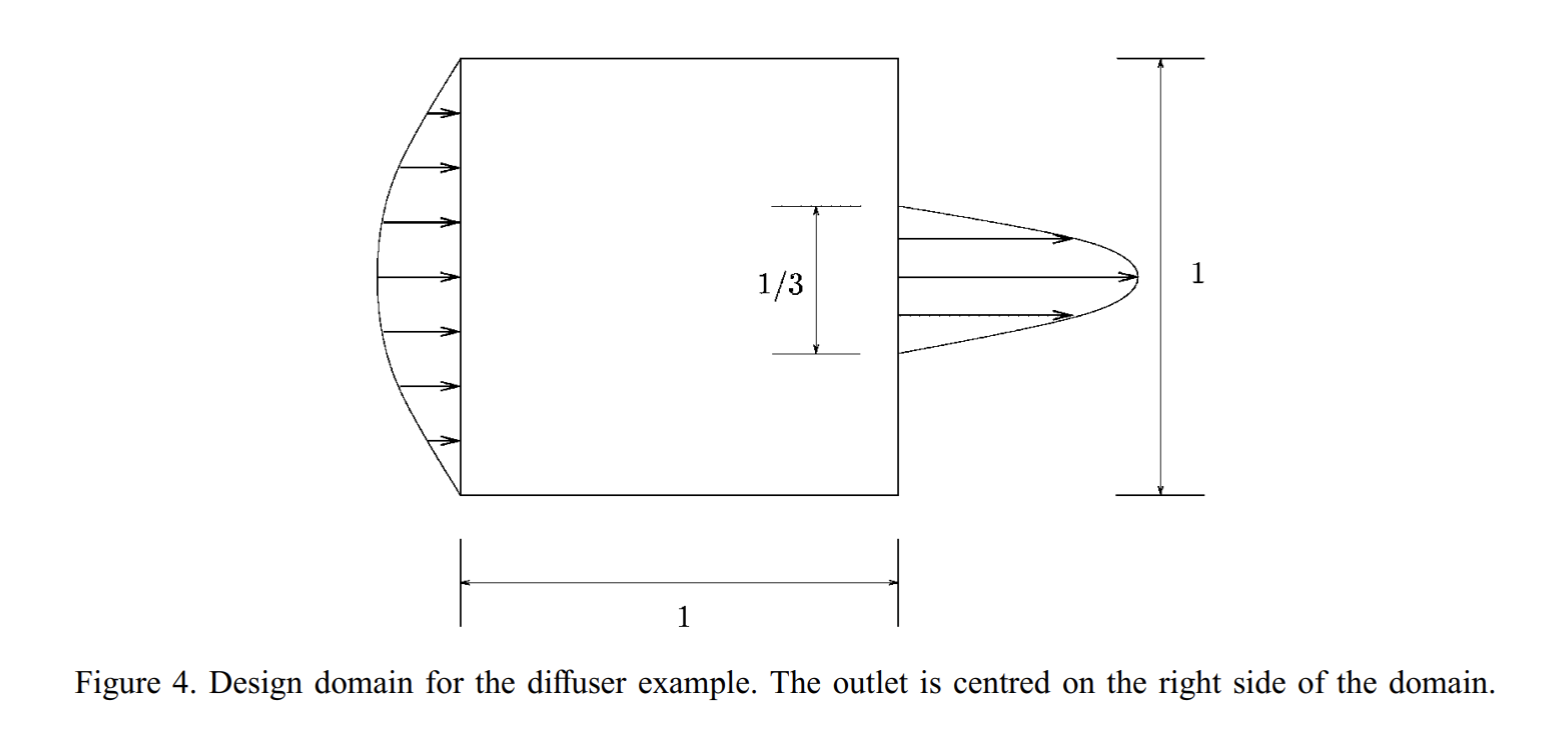 1/3
1
1
Figure 4. Design domain for the diffuser example. The outlet is centred on the right side of the domain.